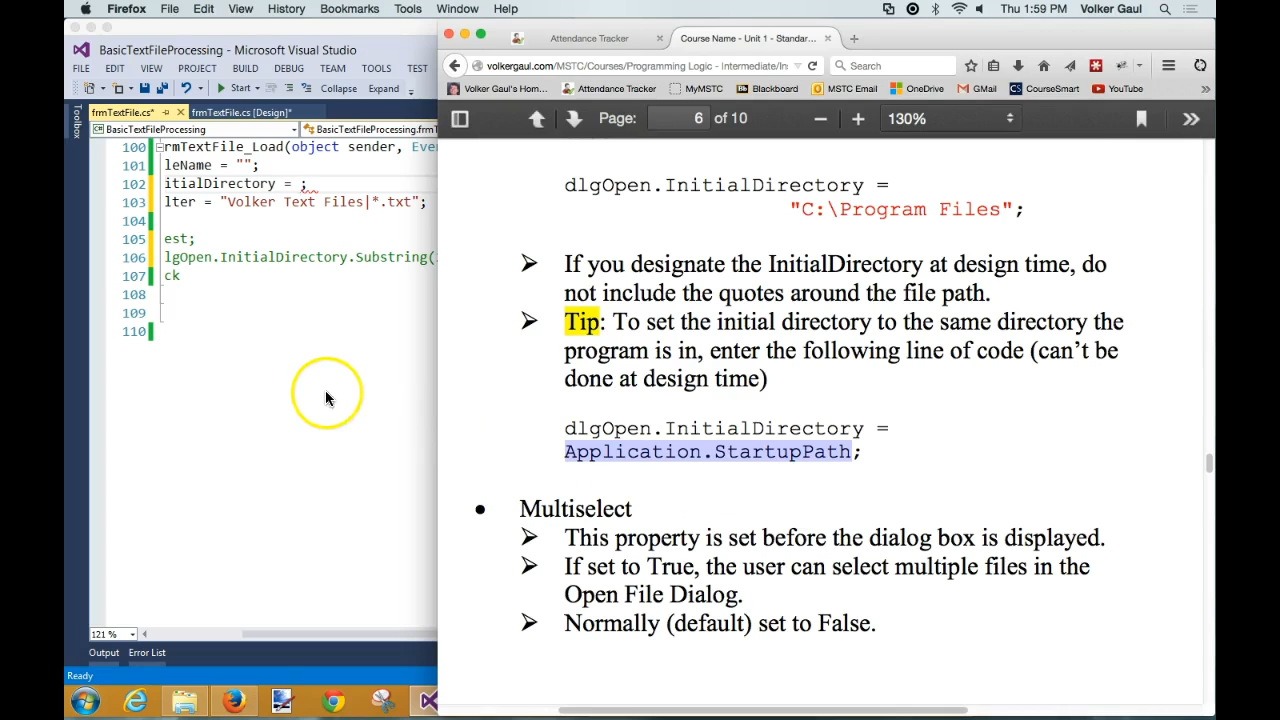 Firefox File Edit View History Bookmarks Tools Window Help Thu 1:59 PM Volker Gaul
BasicTextFileProcessing - Microsoft Visual Studio
FILE EDIT VIEW PROJECT BUILD DEBUG TEAM TOOLS TEST
Start Collapse Expand
frmTextFile.cs* frmTextFile.cs [Design]*
Toolbox
BasicTextFileProcessing BasicTextFileProcessing.frmT
100 rmTextFile_Load(object sender, Eve
101 leName = "";
102 itialDirectory = ;
103 lter = "Volker Text Files|*.txt";
104
105 est;
106 lgOpen.InitialDirectory.Substring(
107 ck
108
109
110
121 %
Output Error List
Ready
Attendance Tracker Course Name - Unit 1 - Standar...
volkergaul.com/MSTC/Courses/Programming Logic - Intermediate/In Search
Volker Gaul's Hom... Attendance Tracker MyMSTC Blackboard MSTC Email OneDrive GMail CS CourseSmart YouTube
Page: 6 of 10 130%
dlgOpen.InitialDirectory =
"C:\Program Files";
➢ If you designate the InitialDirectory at design time, do
not include the quotes around the file path.
➢ Tip: To set the initial directory to the same directory the
program is in, enter the following line of code (can't be
done at design time)
dlgOpen.InitialDirectory =
Application.StartupPath;
• Multiselect
➢ This property is set before the dialog box is displayed.
➢ If set to True, the user can select multiple files in the
Open File Dialog.
➢ Normally (default) set to False.